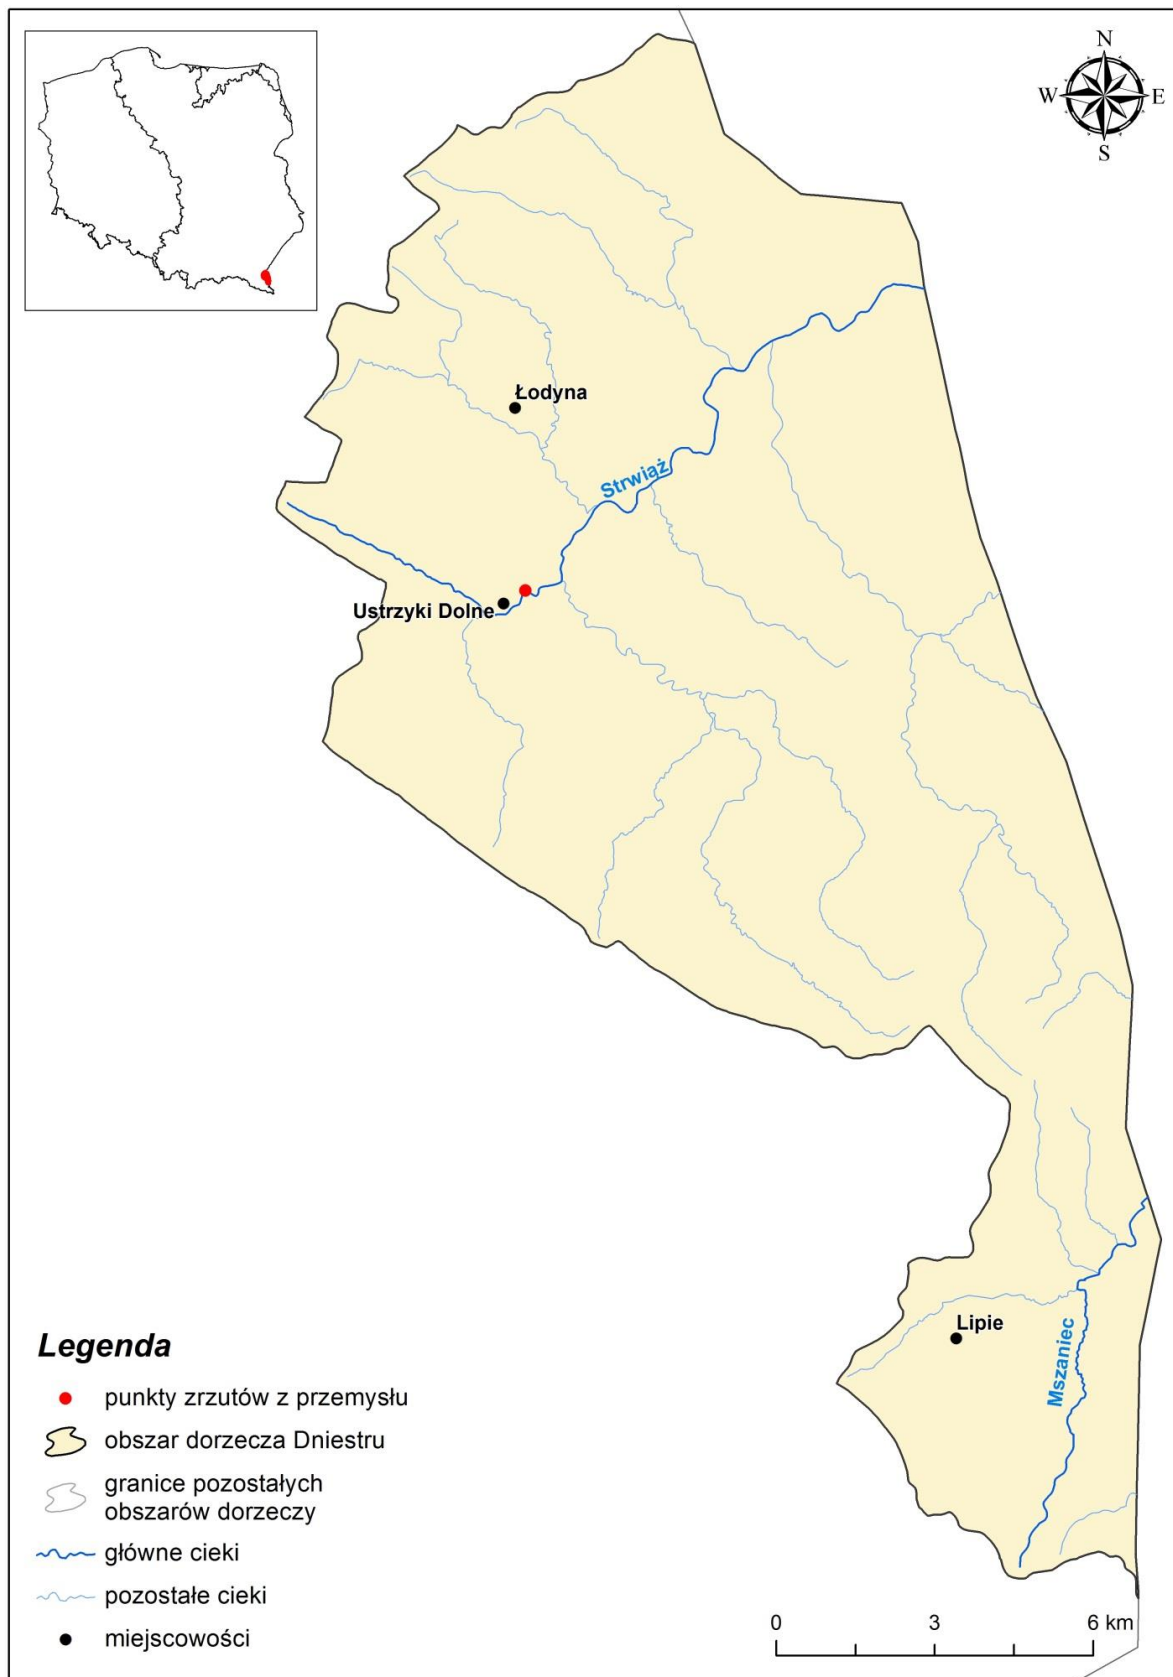 N
W E
S
Łodyna
Strwiąż
Ustrzyki Dolne
Lipie
Mszaniec
Legenda
punkty zrzutów z przemysłu
obszar dorzecza Dniestru
granice pozostałych
obszarów dorzeczy
główne cieki
pozostałe cieki
miejscowości
0 3 6 km